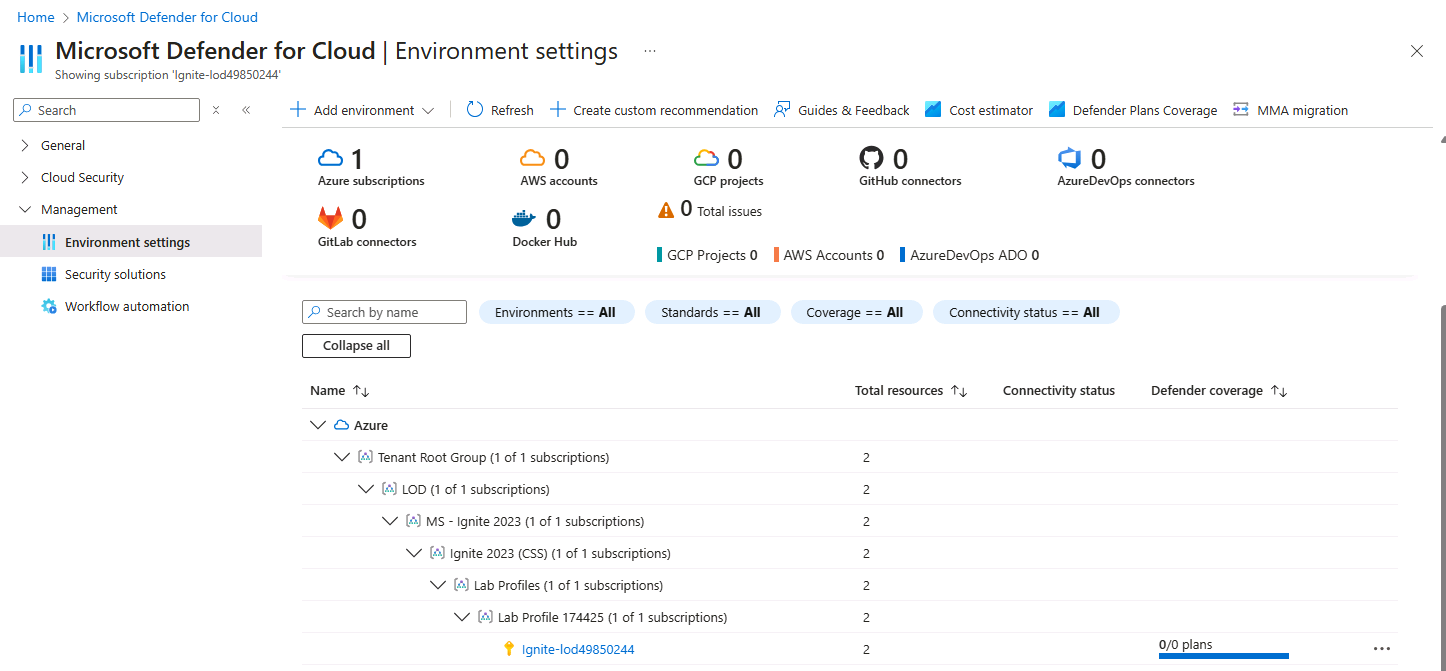 Home > Microsoft Defender for Cloud
Microsoft Defender for Cloud | Environment settings ...
Showing subscription 'Ignite-lod49850244'
Search
General
Cloud Security
Management
Environment settings
Security solutions
Workflow automation
Add environment
Refresh
Create custom recommendation
Guides & Feedback
Cost estimator
Defender Plans Coverage
MMA migration
1
Azure subscriptions
0
AWS accounts
0
GCP projects
0
GitHub connectors
0
AzureDevOps connectors
0
GitLab connectors
0
Docker Hub
0 Total issues
GCP Projects 0 AWS Accounts 0 AzureDevOps ADO 0
Search by name
Environments == All
Standards == All
Coverage == All
Connectivity status == All
Collapse all
Name Total resources Connectivity status Defender coverage
Azure
Tenant Root Group (1 of 1 subscriptions) 2
LOD (1 of 1 subscriptions) 2
MS - Ignite 2023 (1 of 1 subscriptions) 2
Ignite 2023 (CSS) (1 of 1 subscriptions) 2
Lab Profiles (1 of 1 subscriptions) 2
Lab Profile 174425 (1 of 1 subscriptions) 2
Ignite-lod49850244 2 0/0 plans ...